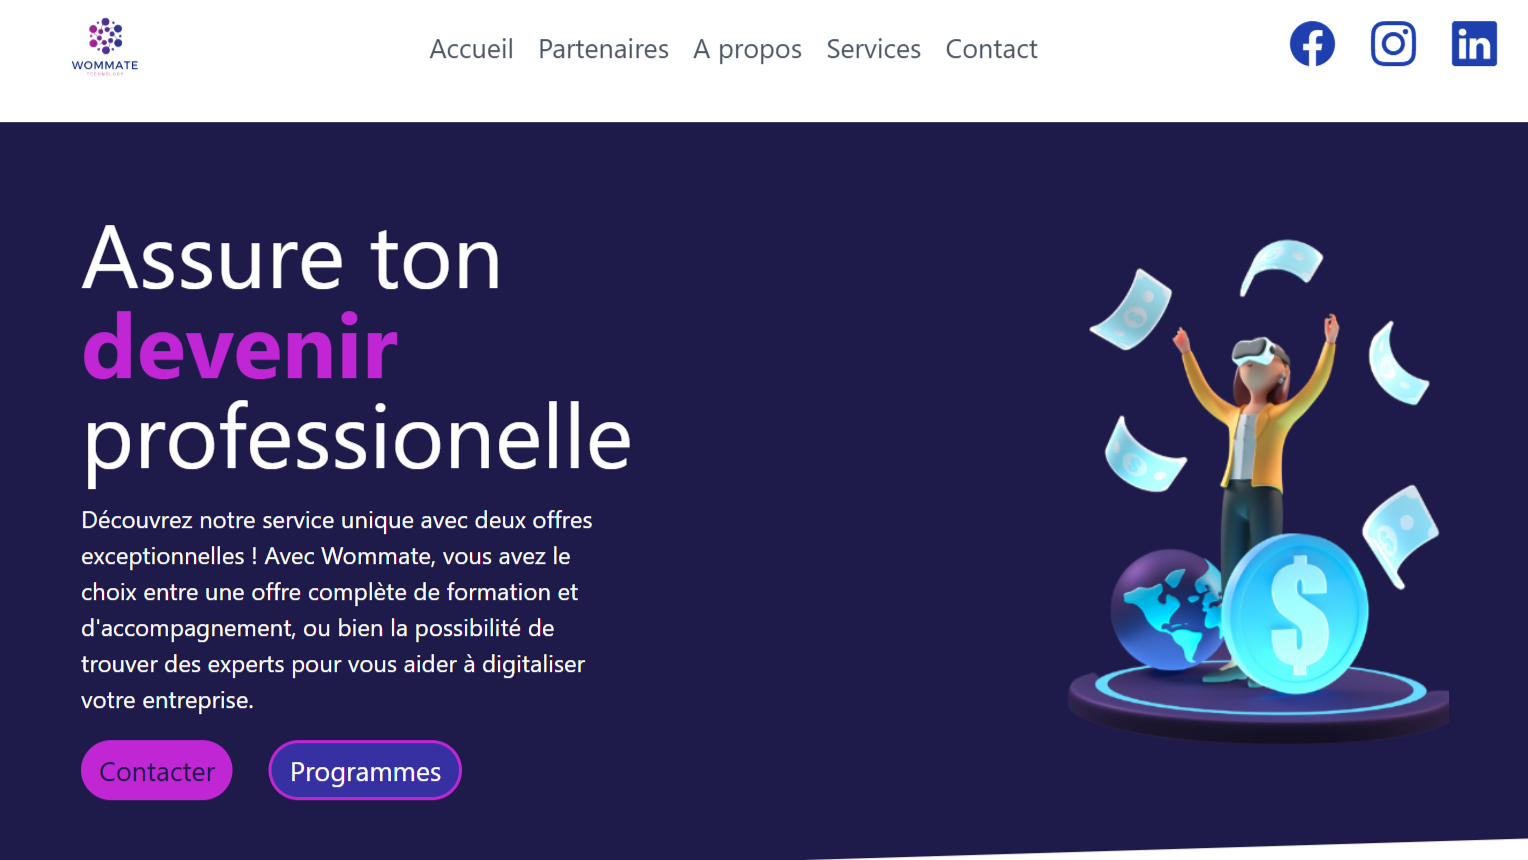 WOMMATE
TECHNOLOGY
Accueil Partenaires A propos Services Contact
Assure ton
devenir
professionelle
Découvrez notre service unique avec deux offres
exceptionnelles ! Avec Wommate, vous avez le
choix entre une offre complète de formation et
d'accompagnement, ou bien la possibilité de
trouver des experts pour vous aider à digitaliser
votre entreprise.
Contacter Programmes